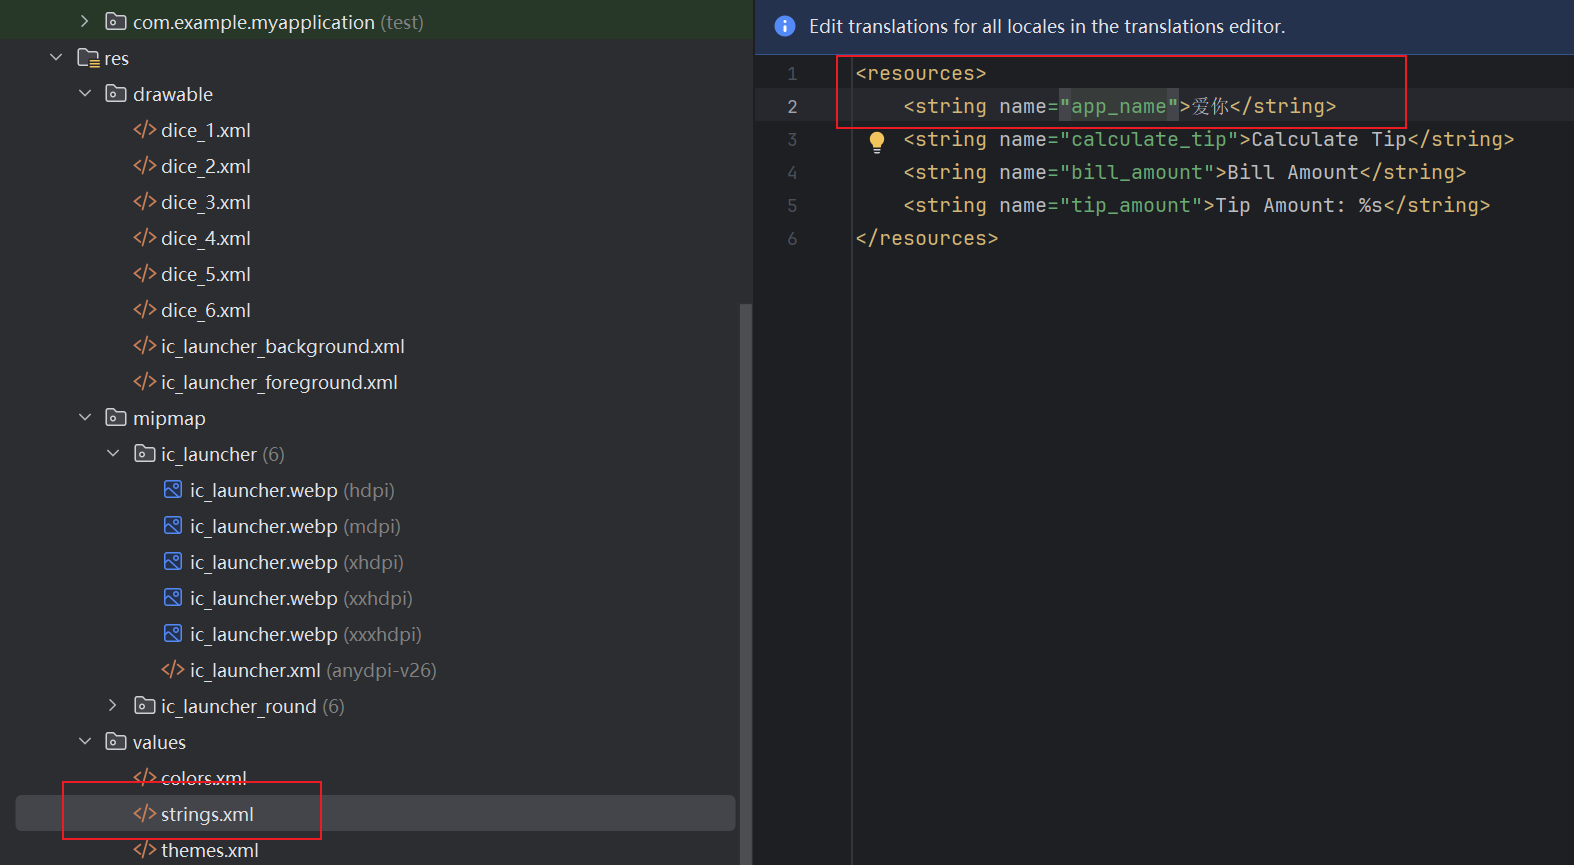 com.example.myapplication (test)
res
drawable
dice_1.xml
dice_2.xml
dice_3.xml
dice_4.xml
dice_5.xml
dice_6.xml
ic_launcher_background.xml
ic_launcher_foreground.xml
mipmap
ic_launcher (6)
ic_launcher.webp (hdpi)
ic_launcher.webp (mdpi)
ic_launcher.webp (xhdpi)
ic_launcher.webp (xxhdpi)
ic_launcher.webp (xxxhdpi)
ic_launcher.xml (anydpi-v26)
ic_launcher_round (6)
values
colors.xml
strings.xml
themes.xml
Edit translations for all locales in the translations editor.
1 <resources>
2 <string name="app_name">爱你</string>
3 <string name="calculate_tip">Calculate Tip</string>
4 <string name="bill_amount">Bill Amount</string>
5 <string name="tip_amount">Tip Amount: %s</string>
6 </resources>